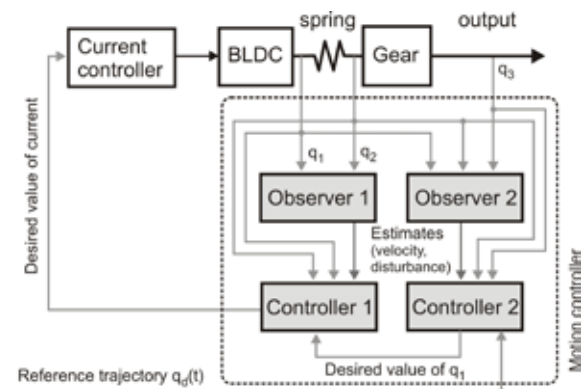 spring
output
Current
controller
BLDC
Gear
q3
q1
q2
Observer 1
Observer 2
Estimates
(velocity,
disturbance)
Controller 1
Controller 2
Desired value of q1
Reference trajectory qd(t)
Desired value of current
Motion controller